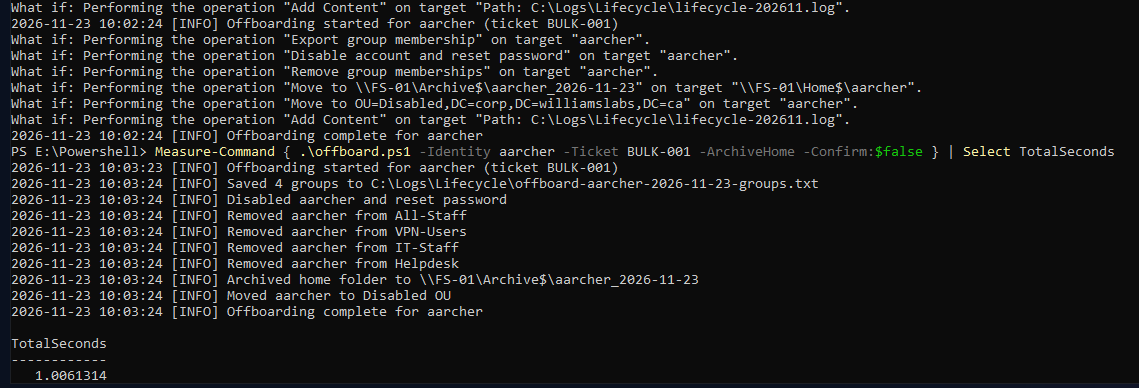 What if: Performing the operation "Add Content" on target "Path: C:\Logs\Lifecycle\lifecycle-202611.log".
2026-11-23 10:02:24 [INFO] Offboarding started for aarcher (ticket BULK-001)
What if: Performing the operation "Export group membership" on target "aarcher".
What if: Performing the operation "Disable account and reset password" on target "aarcher".
What if: Performing the operation "Remove group memberships" on target "aarcher".
What if: Performing the operation "Move to \\FS-01\Archive$\aarcher_2026-11-23" on target "\\FS-01\Home$\aarcher".
What if: Performing the operation "Move to OU=Disabled,DC=corp,DC=williamslabs,DC=ca" on target "aarcher".
What if: Performing the operation "Add Content" on target "Path: C:\Logs\Lifecycle\lifecycle-202611.log".
2026-11-23 10:02:24 [INFO] Offboarding complete for aarcher
PS E:\Powershell> Measure-Command { .\offboard.ps1 -Identity aarcher -Ticket BULK-001 -ArchiveHome -Confirm:$false } | Select TotalSeconds
2026-11-23 10:03:23 [INFO] Offboarding started for aarcher (ticket BULK-001)
2026-11-23 10:03:24 [INFO] Saved 4 groups to C:\Logs\Lifecycle\offboard-aarcher-2026-11-23-groups.txt
2026-11-23 10:03:24 [INFO] Disabled aarcher and reset password
2026-11-23 10:03:24 [INFO] Removed aarcher from All-Staff
2026-11-23 10:03:24 [INFO] Removed aarcher from VPN-Users
2026-11-23 10:03:24 [INFO] Removed aarcher from IT-Staff
2026-11-23 10:03:24 [INFO] Removed aarcher from Helpdesk
2026-11-23 10:03:24 [INFO] Archived home folder to \\FS-01\Archive$\aarcher_2026-11-23
2026-11-23 10:03:24 [INFO] Moved aarcher to Disabled OU
2026-11-23 10:03:24 [INFO] Offboarding complete for aarcher

TotalSeconds
------------
   1.0061314